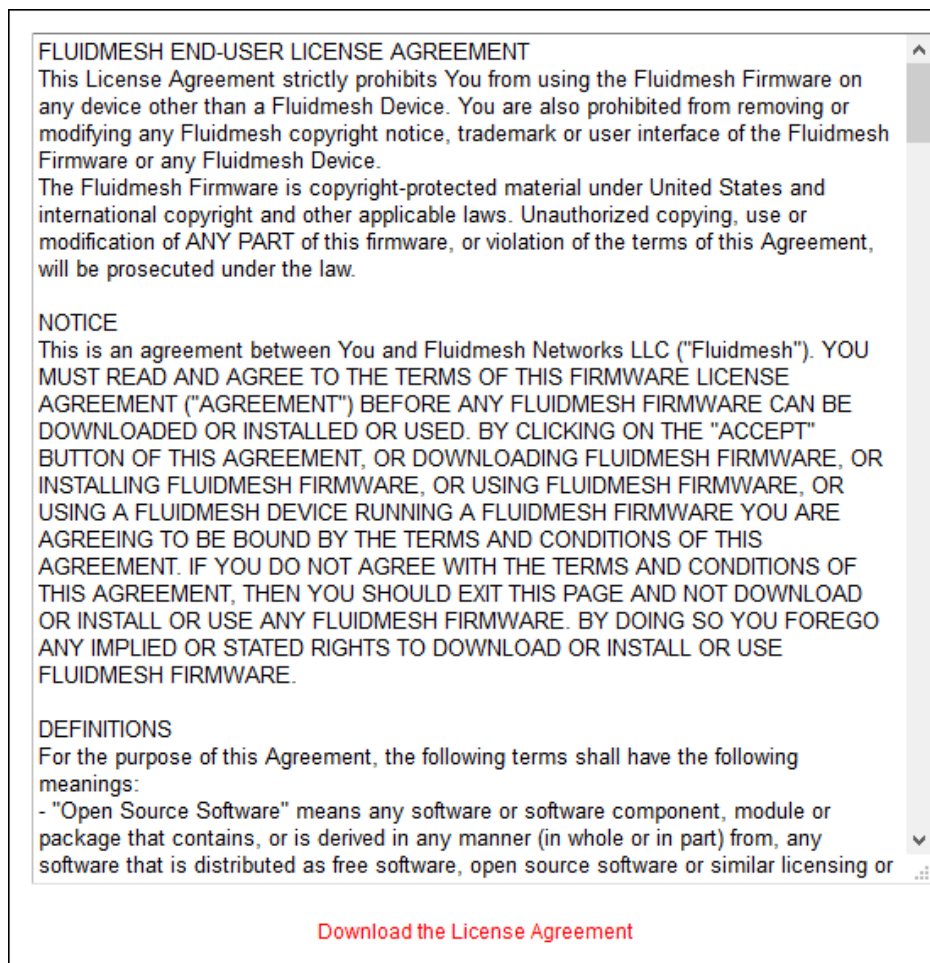 FLUIDMESH END-USER LICENSE AGREEMENT
This License Agreement strictly prohibits You from using the Fluidmesh Firmware on
any device other than a Fluidmesh Device. You are also prohibited from removing or
modifying any Fluidmesh copyright notice, trademark or user interface of the Fluidmesh
Firmware or any Fluidmesh Device.
The Fluidmesh Firmware is copyright-protected material under United States and
international copyright and other applicable laws. Unauthorized copying, use or
modification of ANY PART of this firmware, or violation of the terms of this Agreement,
will be prosecuted under the law.
NOTICE
This is an agreement between You and Fluidmesh Networks LLC ("Fluidmesh"). YOU
MUST READ AND AGREE TO THE TERMS OF THIS FIRMWARE LICENSE
AGREEMENT ("AGREEMENT") BEFORE ANY FLUIDMESH FIRMWARE CAN BE
DOWNLOADED OR INSTALLED OR USED. BY CLICKING ON THE "ACCEPT"
BUTTON OF THIS AGREEMENT, OR DOWNLOADING FLUIDMESH FIRMWARE, OR
INSTALLING FLUIDMESH FIRMWARE, OR USING FLUIDMESH FIRMWARE, OR
USING A FLUIDMESH DEVICE RUNNING A FLUIDMESH FIRMWARE YOU ARE
AGREEING TO BE BOUND BY THE TERMS AND CONDITIONS OF THIS
AGREEMENT. IF YOU DO NOT AGREE WITH THE TERMS AND CONDITIONS OF
THIS AGREEMENT, THEN YOU SHOULD EXIT THIS PAGE AND NOT DOWNLOAD
OR INSTALL OR USE ANY FLUIDMESH FIRMWARE. BY DOING SO YOU FOREGO
ANY IMPLIED OR STATED RIGHTS TO DOWNLOAD OR INSTALL OR USE
FLUIDMESH FIRMWARE.
DEFINITIONS
For the purpose of this Agreement, the following terms shall have the following
meanings:
- "Open Source Software" means any software or software component, module or
package that contains, or is derived in any manner (in whole or in part) from, any
software that is distributed as free software, open source software or similar licensing or
Download the License Agreement